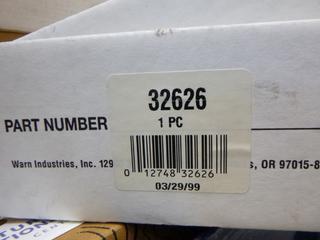 32626
PART NUMBER
1 PC
Warn Industries, Inc. 129
s, OR 97015-8
0 12748 32626
03/29/99